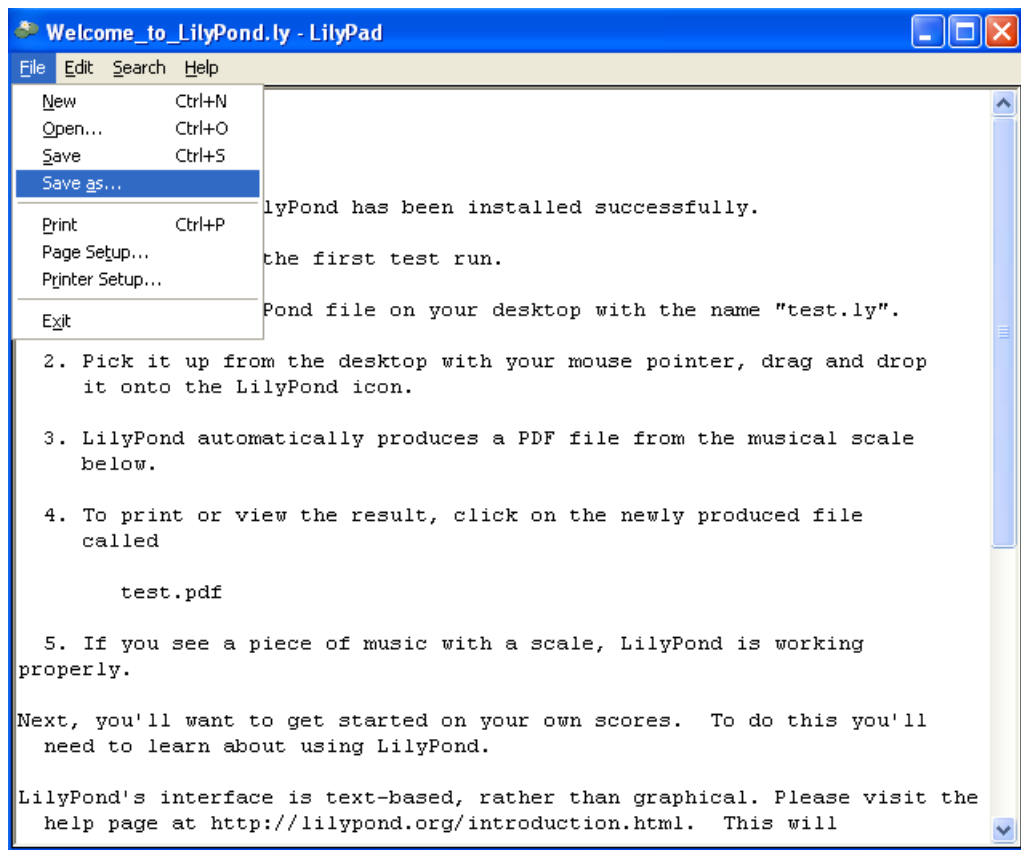 Welcome_to_LilyPond.ly - LilyPad
File Edit Search Help
New Ctrl+N
Open... Ctrl+O
Save Ctrl+S
Save as...
Print Ctrl+P
Page Setup...
Printer Setup...
Exit
lyPond has been installed successfully.
the first test run.
Pond file on your desktop with the name "test.ly".
2. Pick it up from the desktop with your mouse pointer, drag and drop
it onto the LilyPond icon.
3. LilyPond automatically produces a PDF file from the musical scale
below.
4. To print or view the result, click on the newly produced file
called
test.pdf
5. If you see a piece of music with a scale, LilyPond is working
properly.
Next, you'll want to get started on your own scores.  To do this you'll
need to learn about using LilyPond.
LilyPond's interface is text-based, rather than graphical. Please visit the
help page at http://lilypond.org/introduction.html.  This will